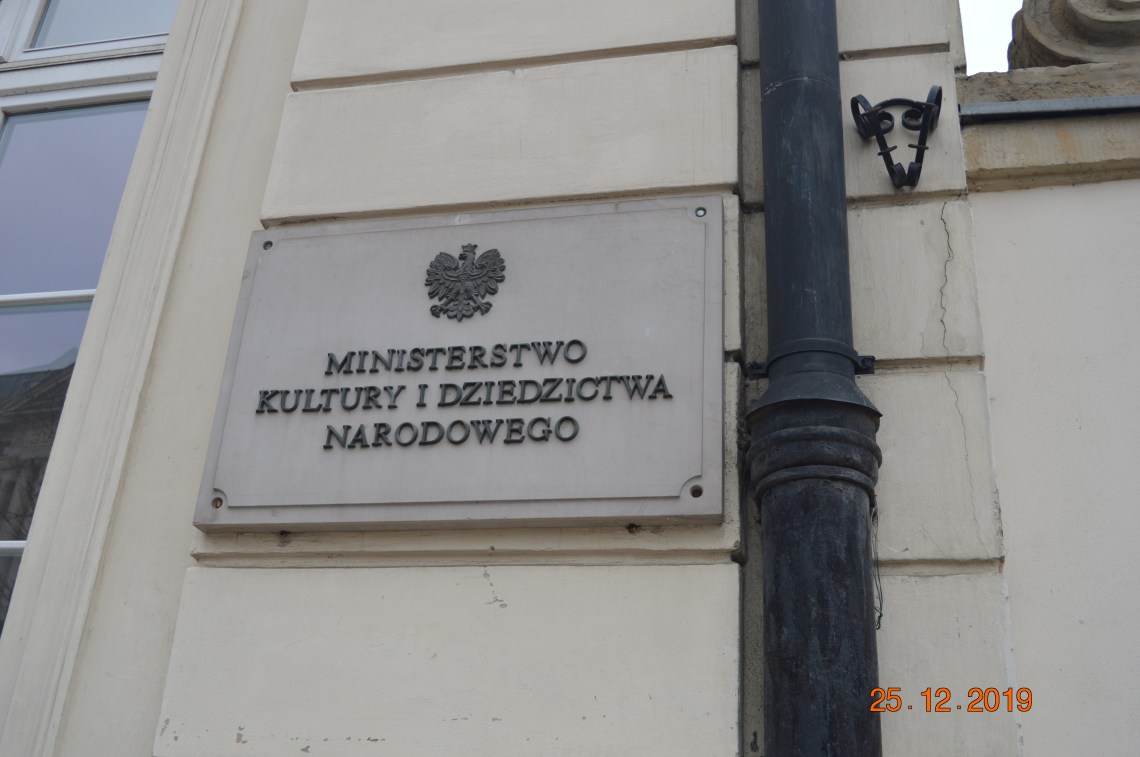 MINISTERSTWO
KULTURY I DZIEDZICTWA
NARODOWEGO
25.12.2019